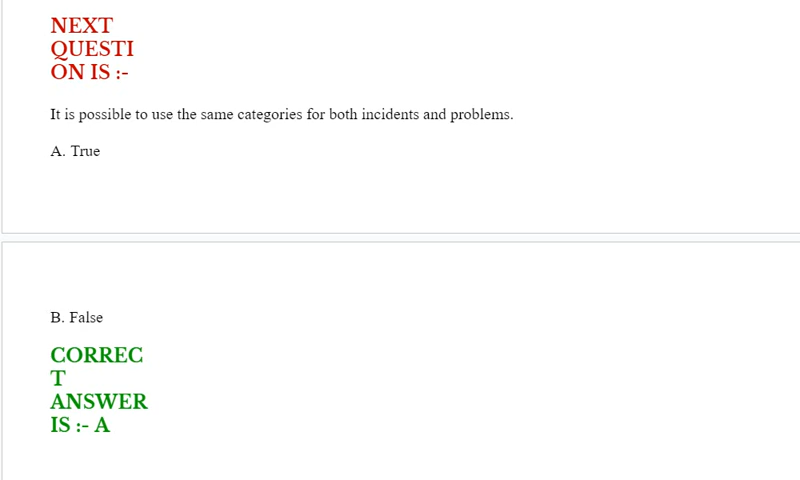 NEXT
QUESTI
ON IS :-
It is possible to use the same categories for both incidents and problems.
A. True
B. False
CORREC
T
ANSWER
IS :- A